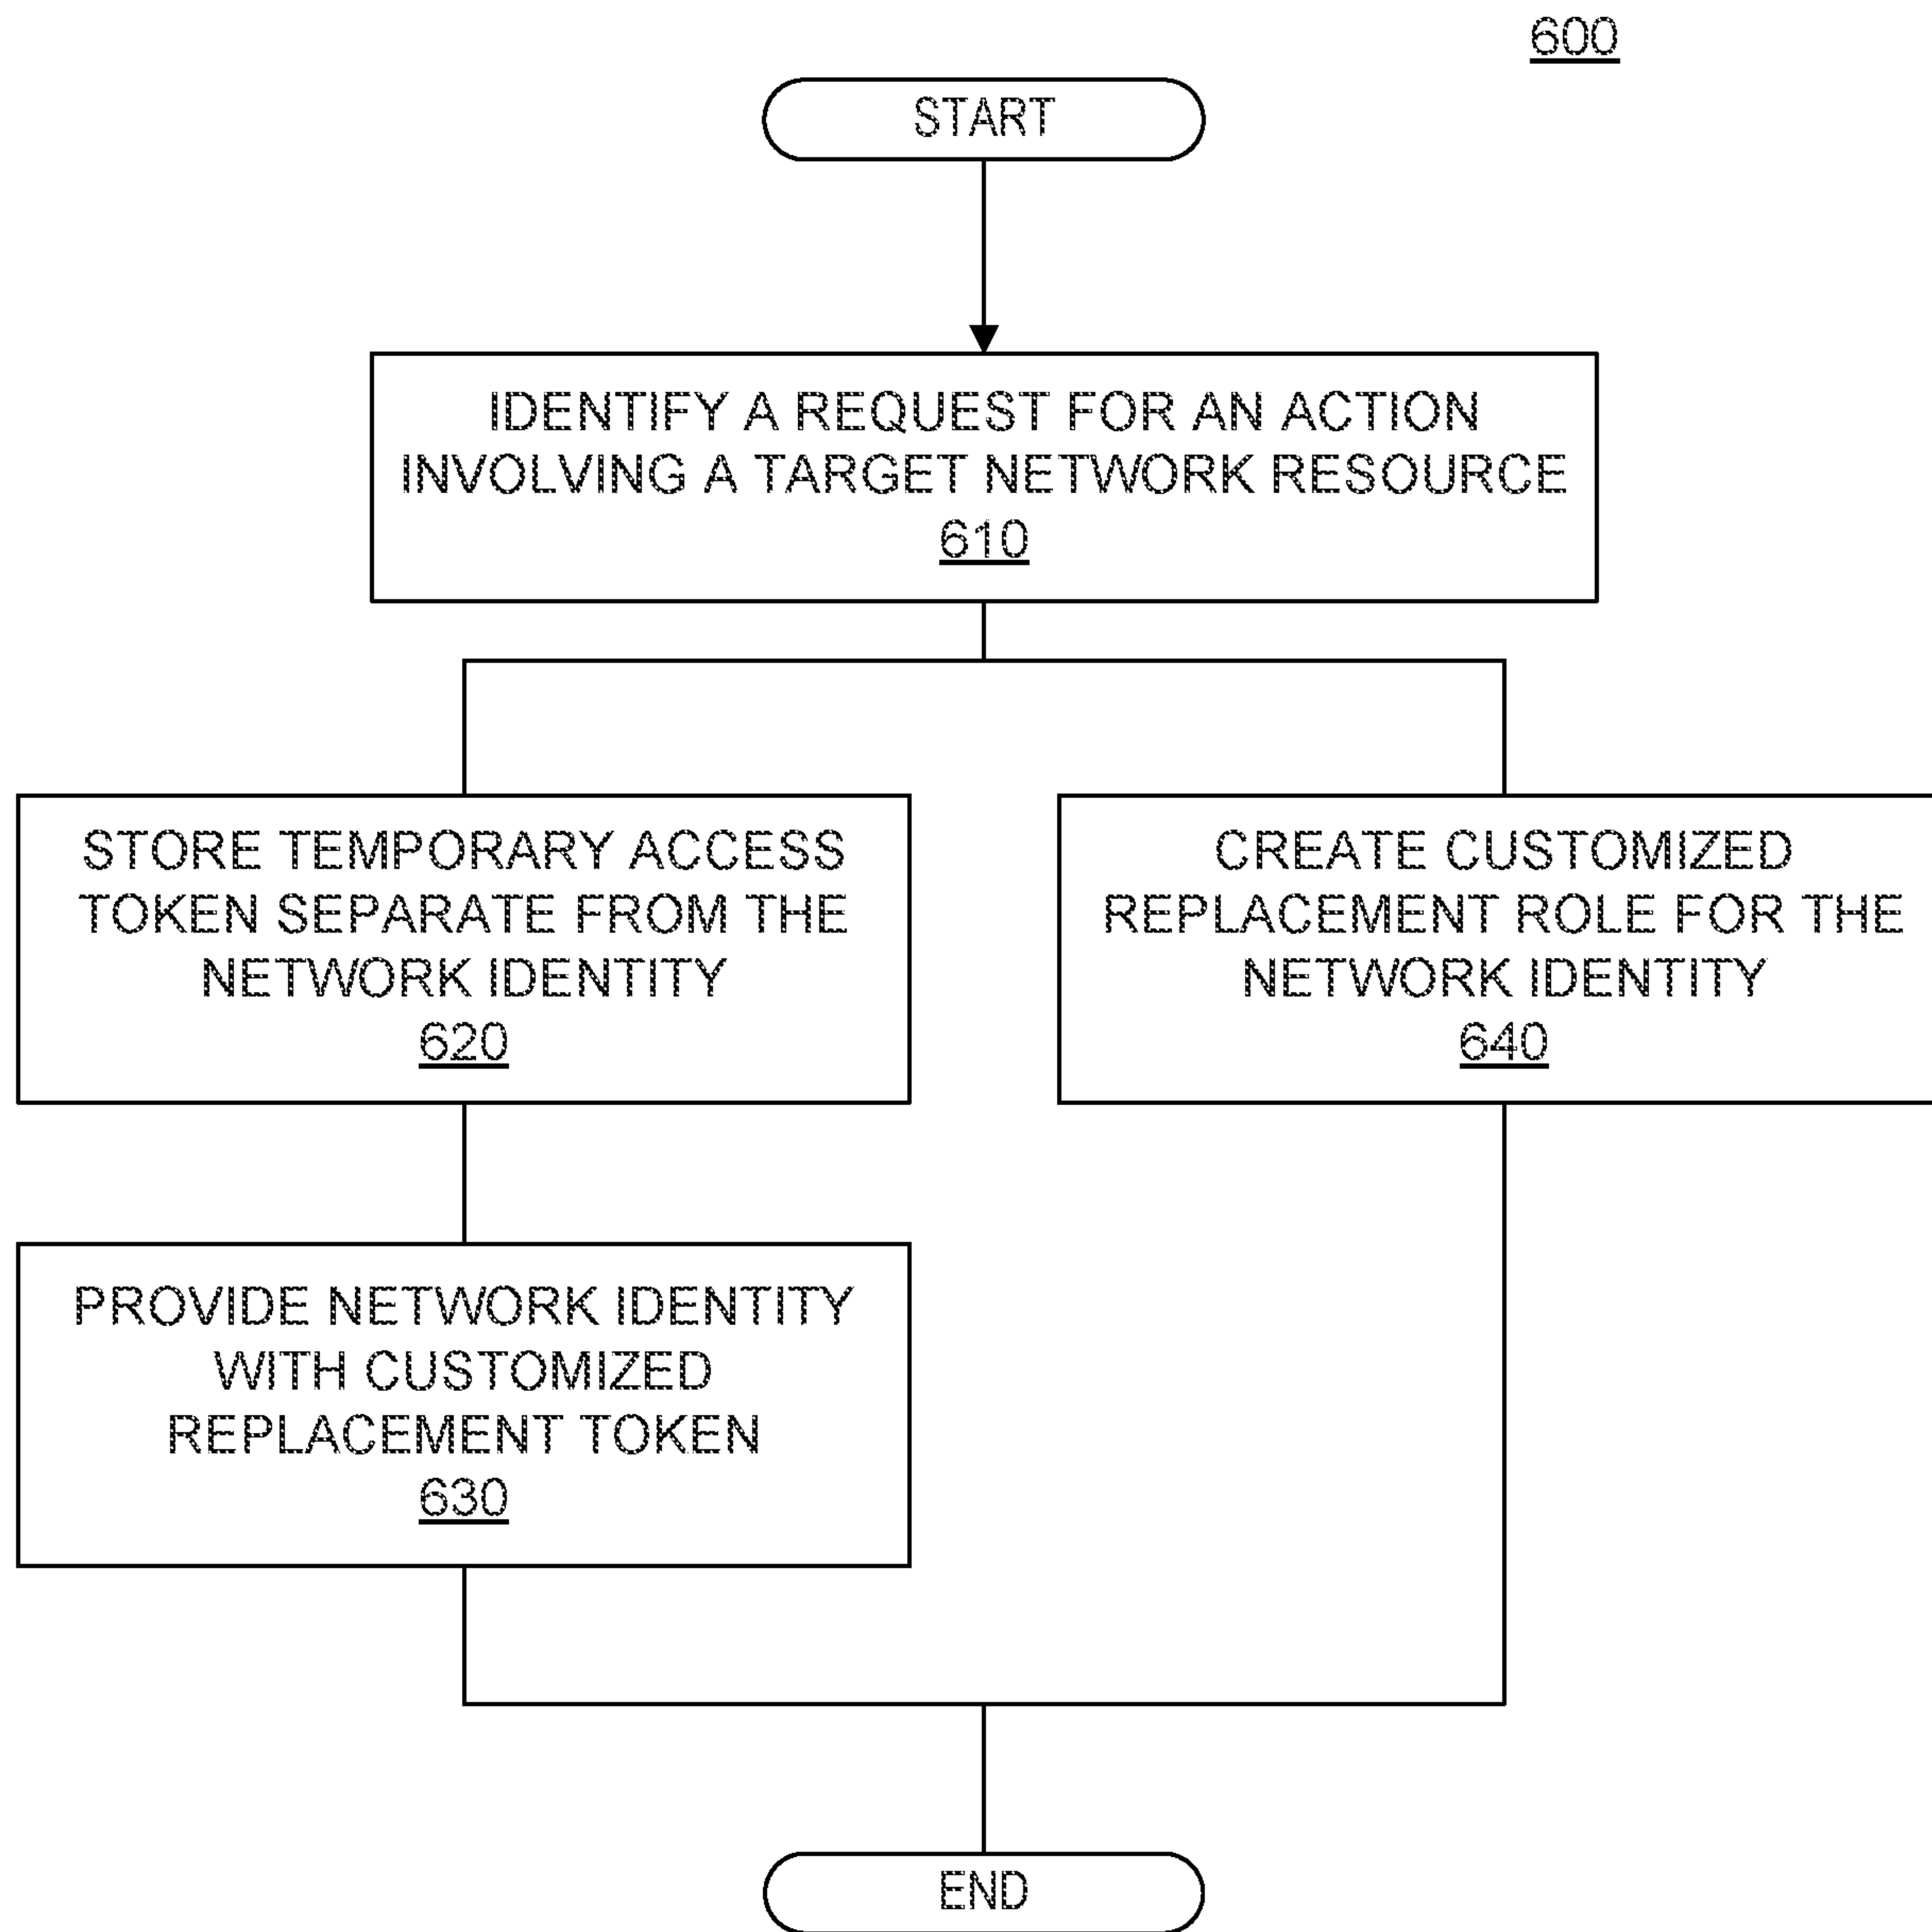 600
START
IDENTIFY A REQUEST FOR AN ACTION
INVOLVING A TARGET NETWORK RESOURCE
610
STORE TEMPORARY ACCESS
TOKEN SEPARATE FROM THE
NETWORK IDENTITY
620
CREATE CUSTOMIZED
REPLACEMENT ROLE FOR THE
NETWORK IDENTITY
640
PROVIDE NETWORK IDENTITY
WITH CUSTOMIZED
REPLACEMENT TOKEN
630
END